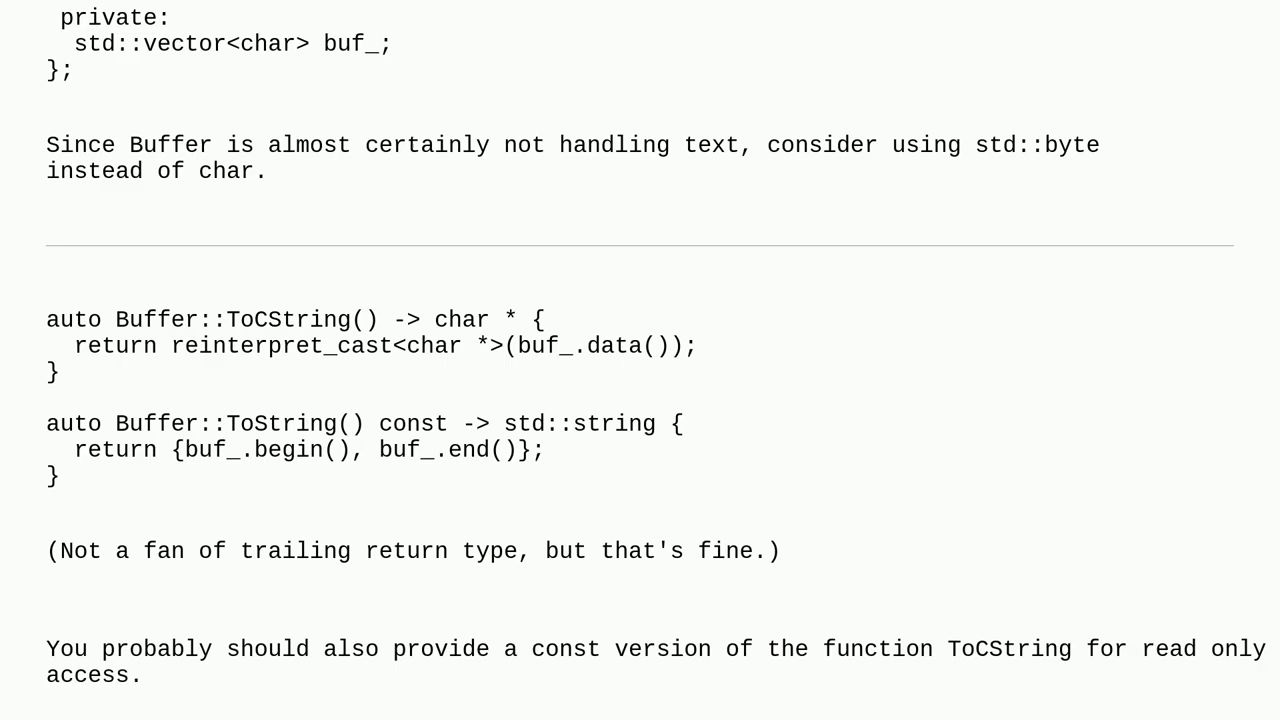 private:
  std::vector<char> buf_;
};
Since Buffer is almost certainly not handling text, consider using std::byte
instead of char.
auto Buffer::ToCString() -> char * {
  return reinterpret_cast<char *>(buf_.data());
}
auto Buffer::ToString() const -> std::string {
  return {buf_.begin(), buf_.end()};
}
(Not a fan of trailing return type, but that's fine.)
You probably should also provide a const version of the function ToCString for read only
access.